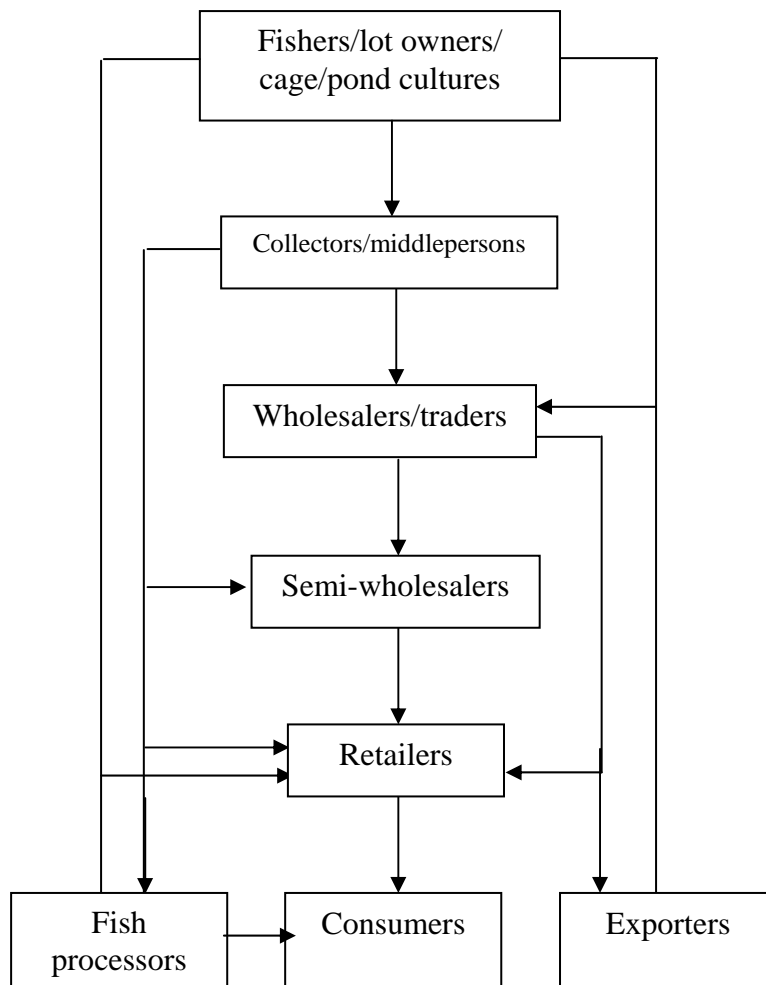 Fishers/lot owners/
cage/pond cultures
Collectors/middlepersons
Wholesalers/traders
Semi-wholesalers
Retailers
Fish
processors
Consumers
Exporters